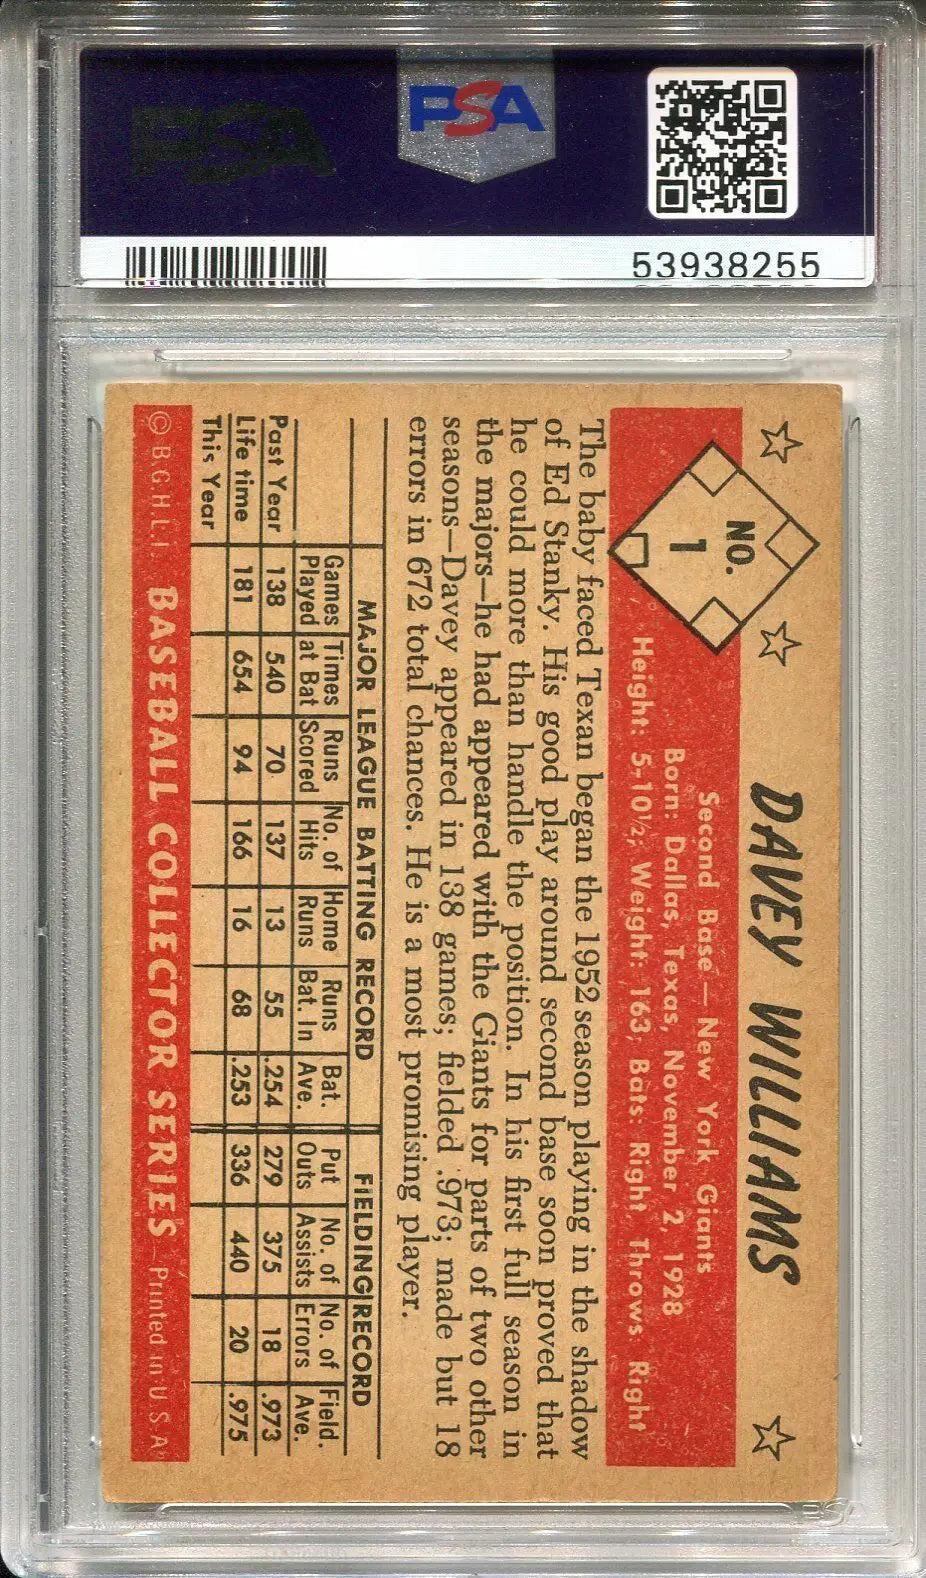 PSA
PSA
53938255
NO.
1
DAVEY WILLIAMS
Second Base — New York Giants
Born: Dallas, Texas, November 2, 1928
Height: 5-10½; Weight: 163, Bats: Right, Throws: Right
The baby faced Texan began the 1952 season playing in the shadow
of Ed Stanky. His good play around second base soon proved that
he could more than handle the position. In his first full season in
the majors—he had appeared with the Giants for parts of two other
seasons—Davey appeared in 138 games; fielded .973; made but 18
errors in 672 total chances. He is a most promising player.
MAJOR LEAGUE BATTING RECORD FIELDING RECORD
Games Times Runs No. of Home Runs Bat. Put No. of No. of Field.
Played at Bat Scored Hits Runs Bat. In Ave. Outs Assists Errors Ave.
Past Year 138 540 70 137 13 55 .254 279 375 18 .973
Life time 181 654 94 166 16 68 .253 336 440 20 .975
This Year
© B.G.H.L.I. BASEBALL COLLECTOR SERIES—Printed in U.S.A.
PSA